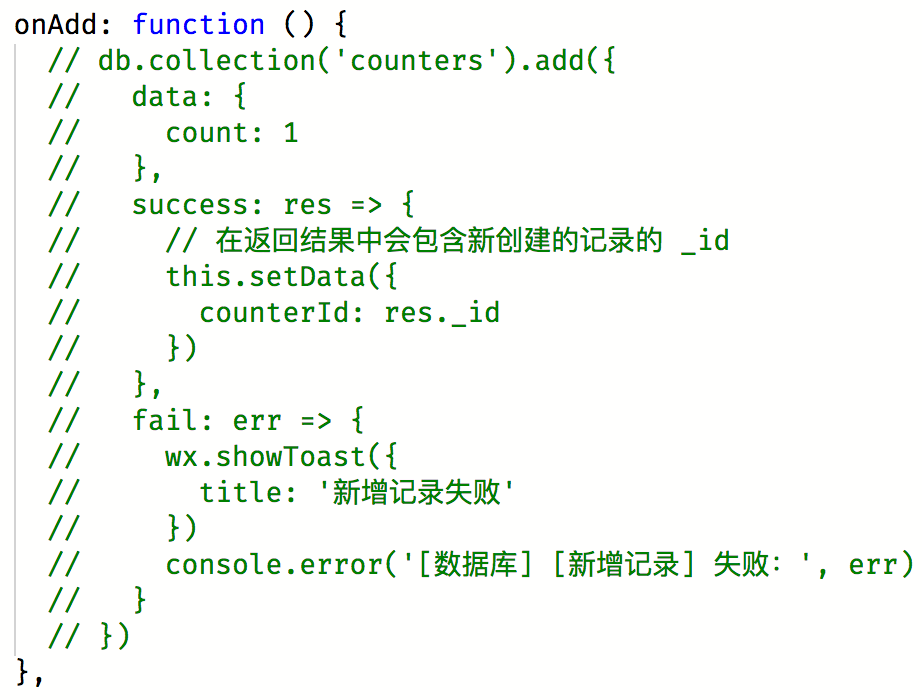 onAdd: function () {
  // db.collection('counters').add({
  //   data: {
  //     count: 1
  //   },
  //   success: res => {
  //     // 在返回结果中会包含新创建的记录的 _id
  //     this.setData({
  //       counterId: res._id
  //     })
  //   },
  //   fail: err => {
  //     wx.showToast({
  //       title: '新增记录失败'
  //     })
  //     console.error('[数据库] [新增记录] 失败：', err)
  //   }
  // })
},